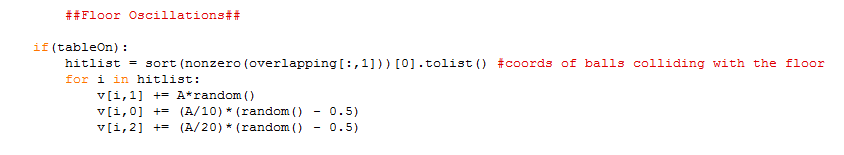 ##Floor Oscillations##
if(tableOn):
hitlist = sort(nonzero(overlapping[:,1]))[0].tolist() #coords of balls colliding with the floor
for i in hitlist:
v[i,1] += A*random()
v[i,0] += (A/10)*(random() - 0.5)
v[i,2] += (A/20)*(random() - 0.5)